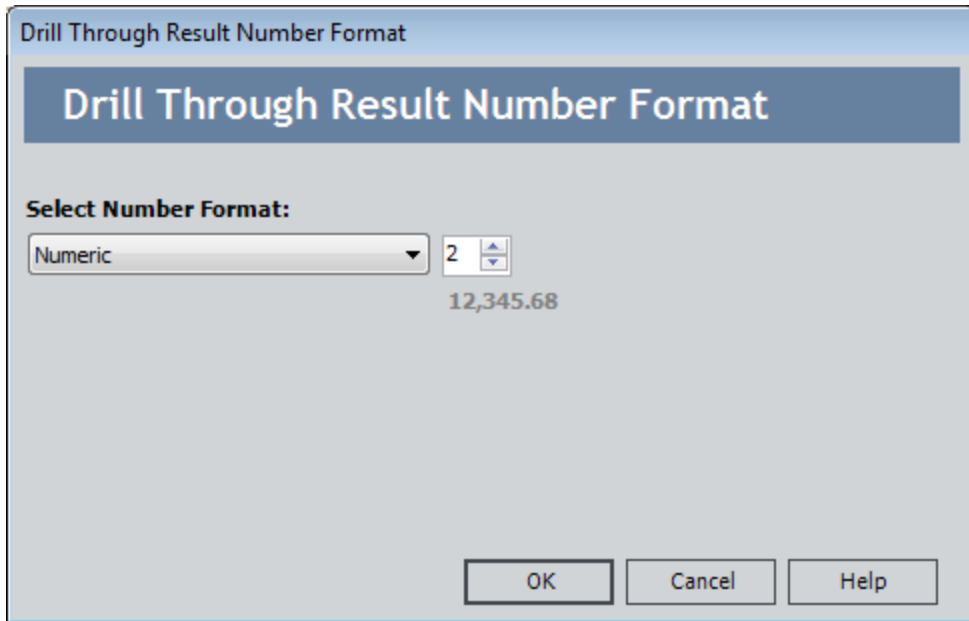 Drill Through Result Number Format
Drill Through Result Number Format
Select Number Format:
Numeric 2
12,345.68
OK Cancel Help